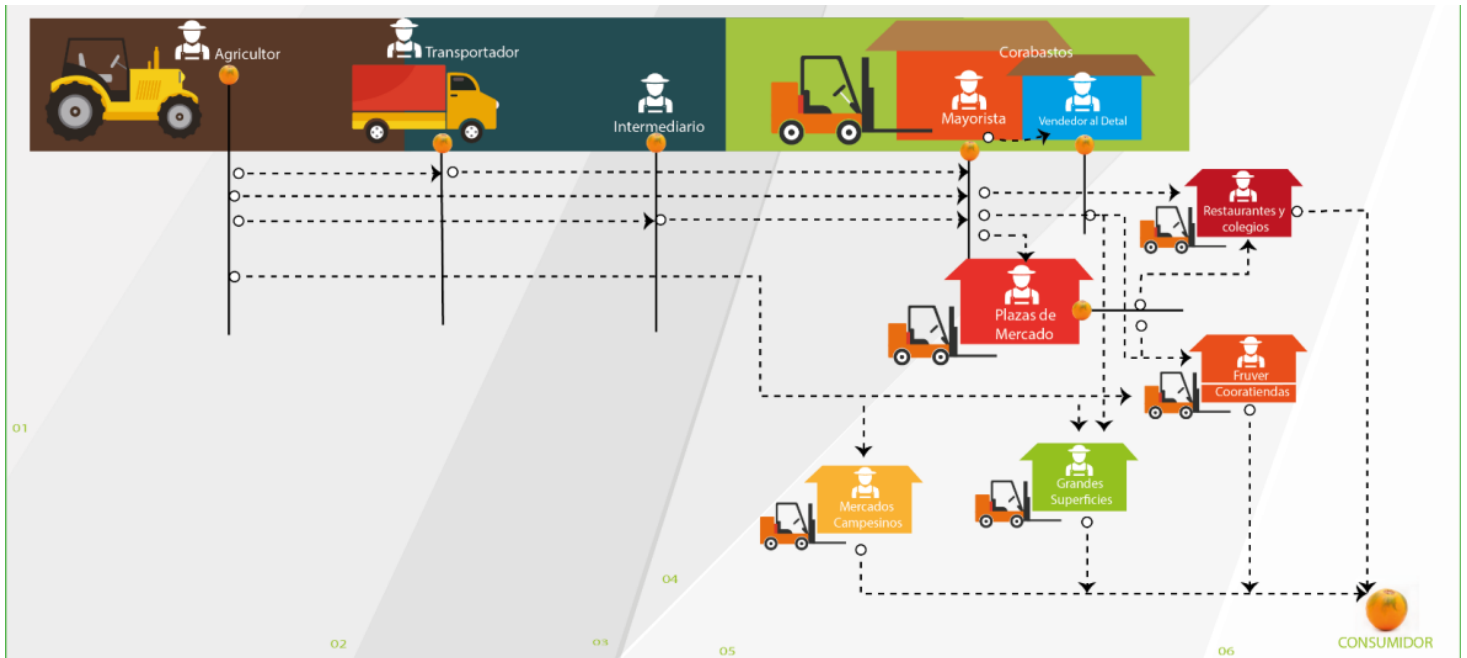 Agricultor
Transportador
Intermediario
Corabastos
Mayorista
Vendedor al Detal
Restaurantes y
colegios
Plazas de
Mercado
Fruver
Cooratiendas
Grandes
Superficies
Mercados
Campesinos
CONSUMIDOR
01
02
03
04
05
06